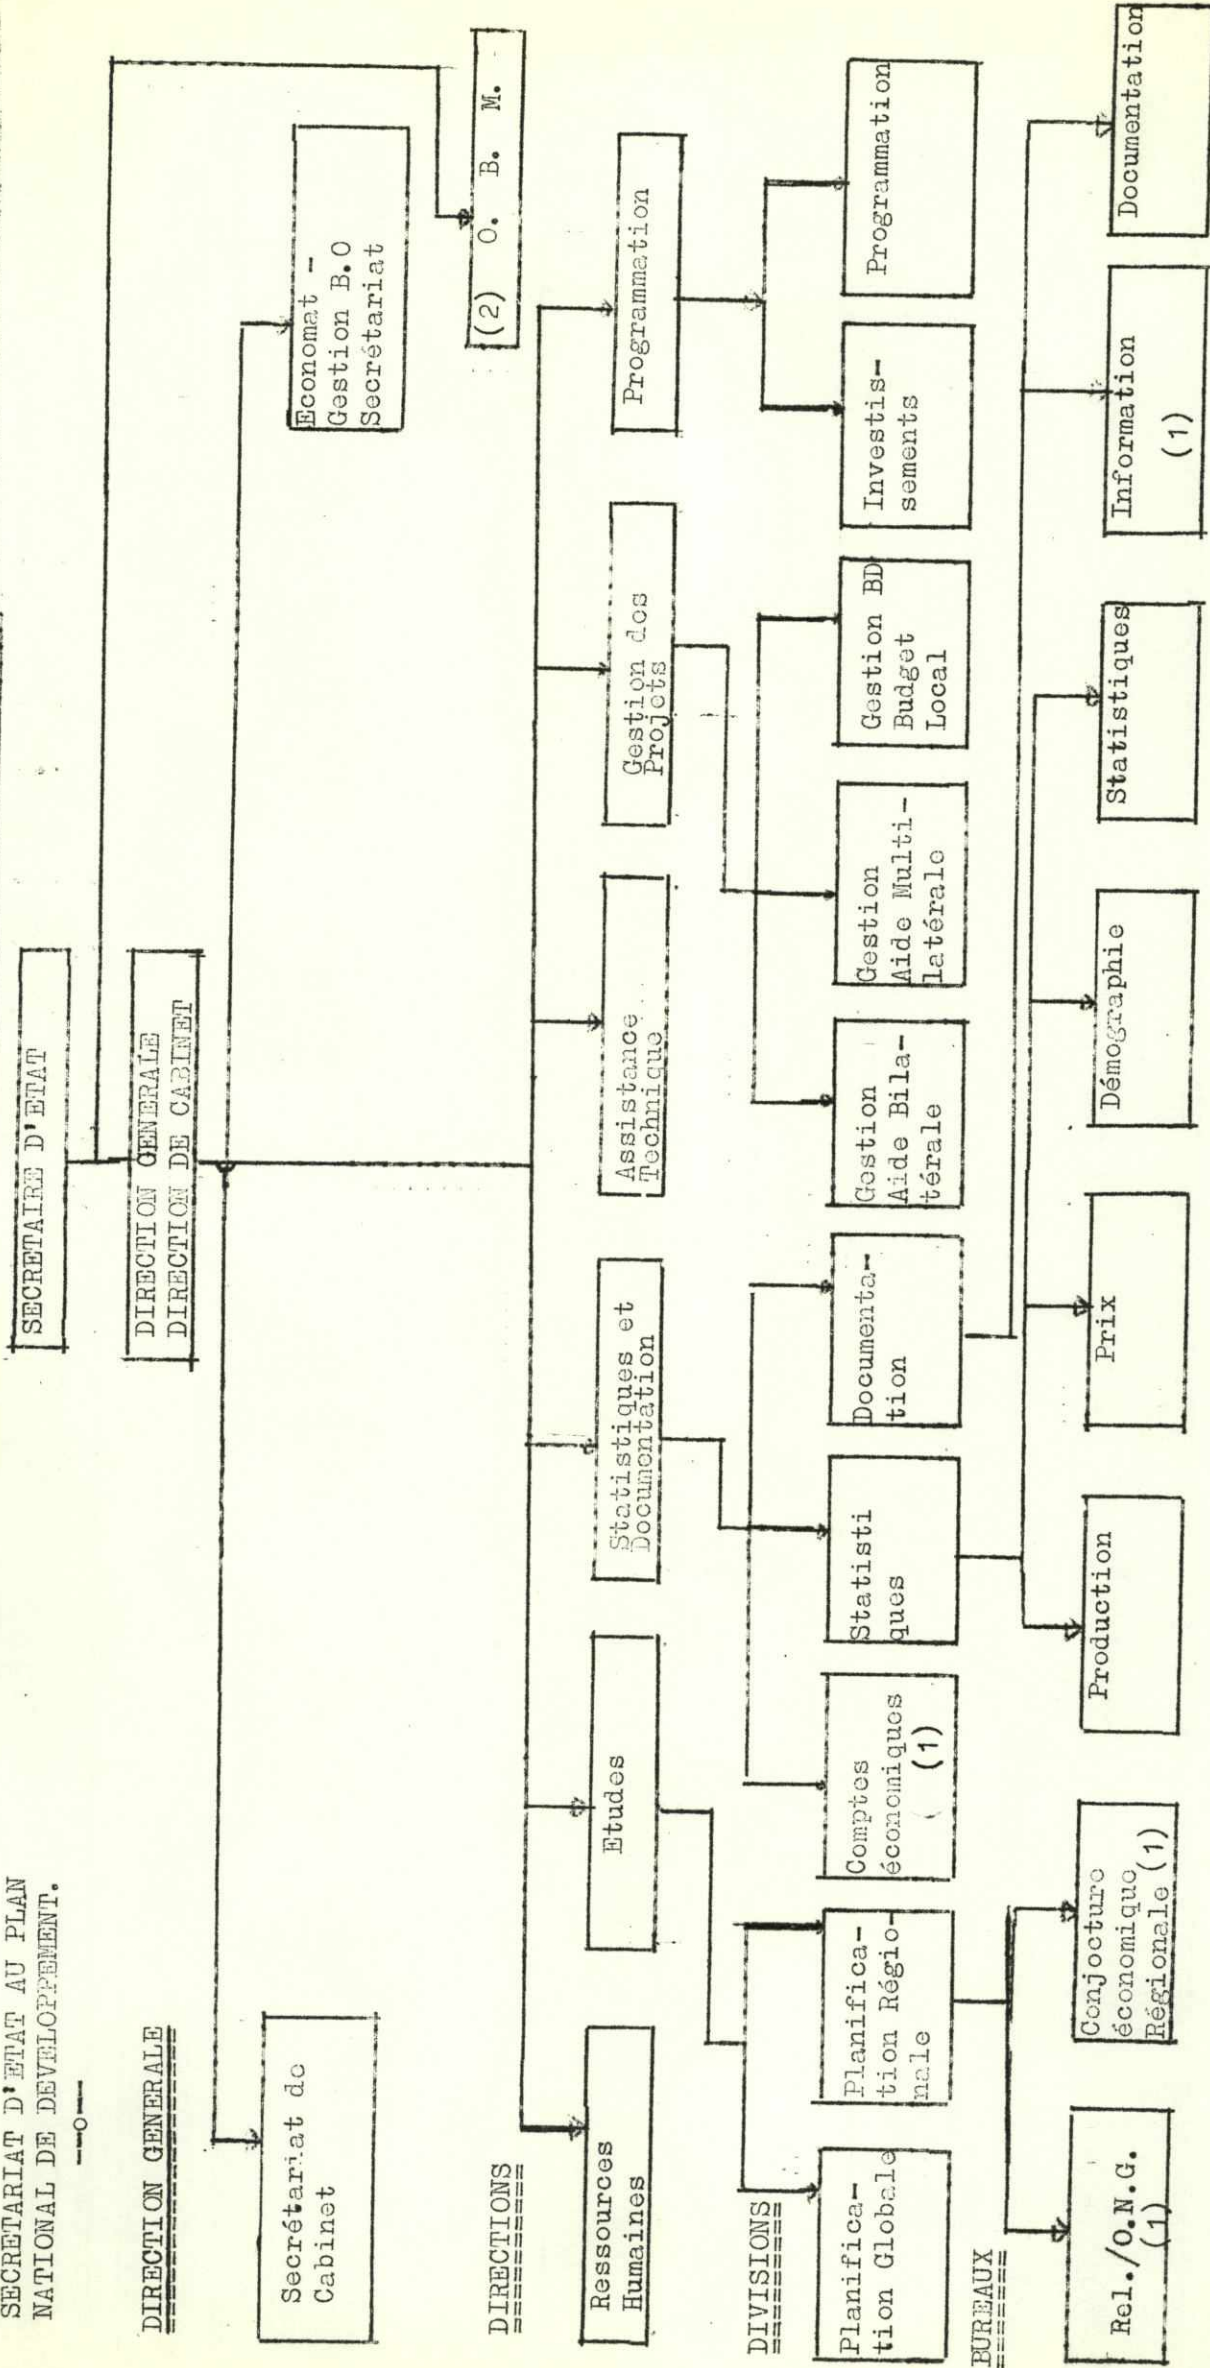 SECRETARIAT D'ETAT AU PLAN
NATIONAL DE DEVELOPPEMENT.
SECRETAIRE D'ETAT
DIRECTION GENERALE
DIRECTION GENERALE
DIRECTION DE CABINET
Secrétariat de
Cabinet
Economat -
Gestion B.O
Secrétariat
(2) O. B. M.
DIRECTIONS
Ressources
Humaines
Etudes
Statistiques et
Documentation
Assistance
Technique
Gestion des
Projets
Programmation
DIVISIONS
Planifica-
tion Globale
Planifica-
tion Régio-
nale
Comptes
économiques
(1)
Statisti
ques
Documenta-
tion
Gestion
Aide Bila-
térale
Gestion
Aide Multi-
latérale
Gestion BD
Budget
Local
Investis-
sements
Programmation
BUREAUX
Rel./O.N.G.
(1)
Conjocture
économique
Régionale (1)
Production
Prix
Démographie
Statistiques
Information
(1)
Documentation